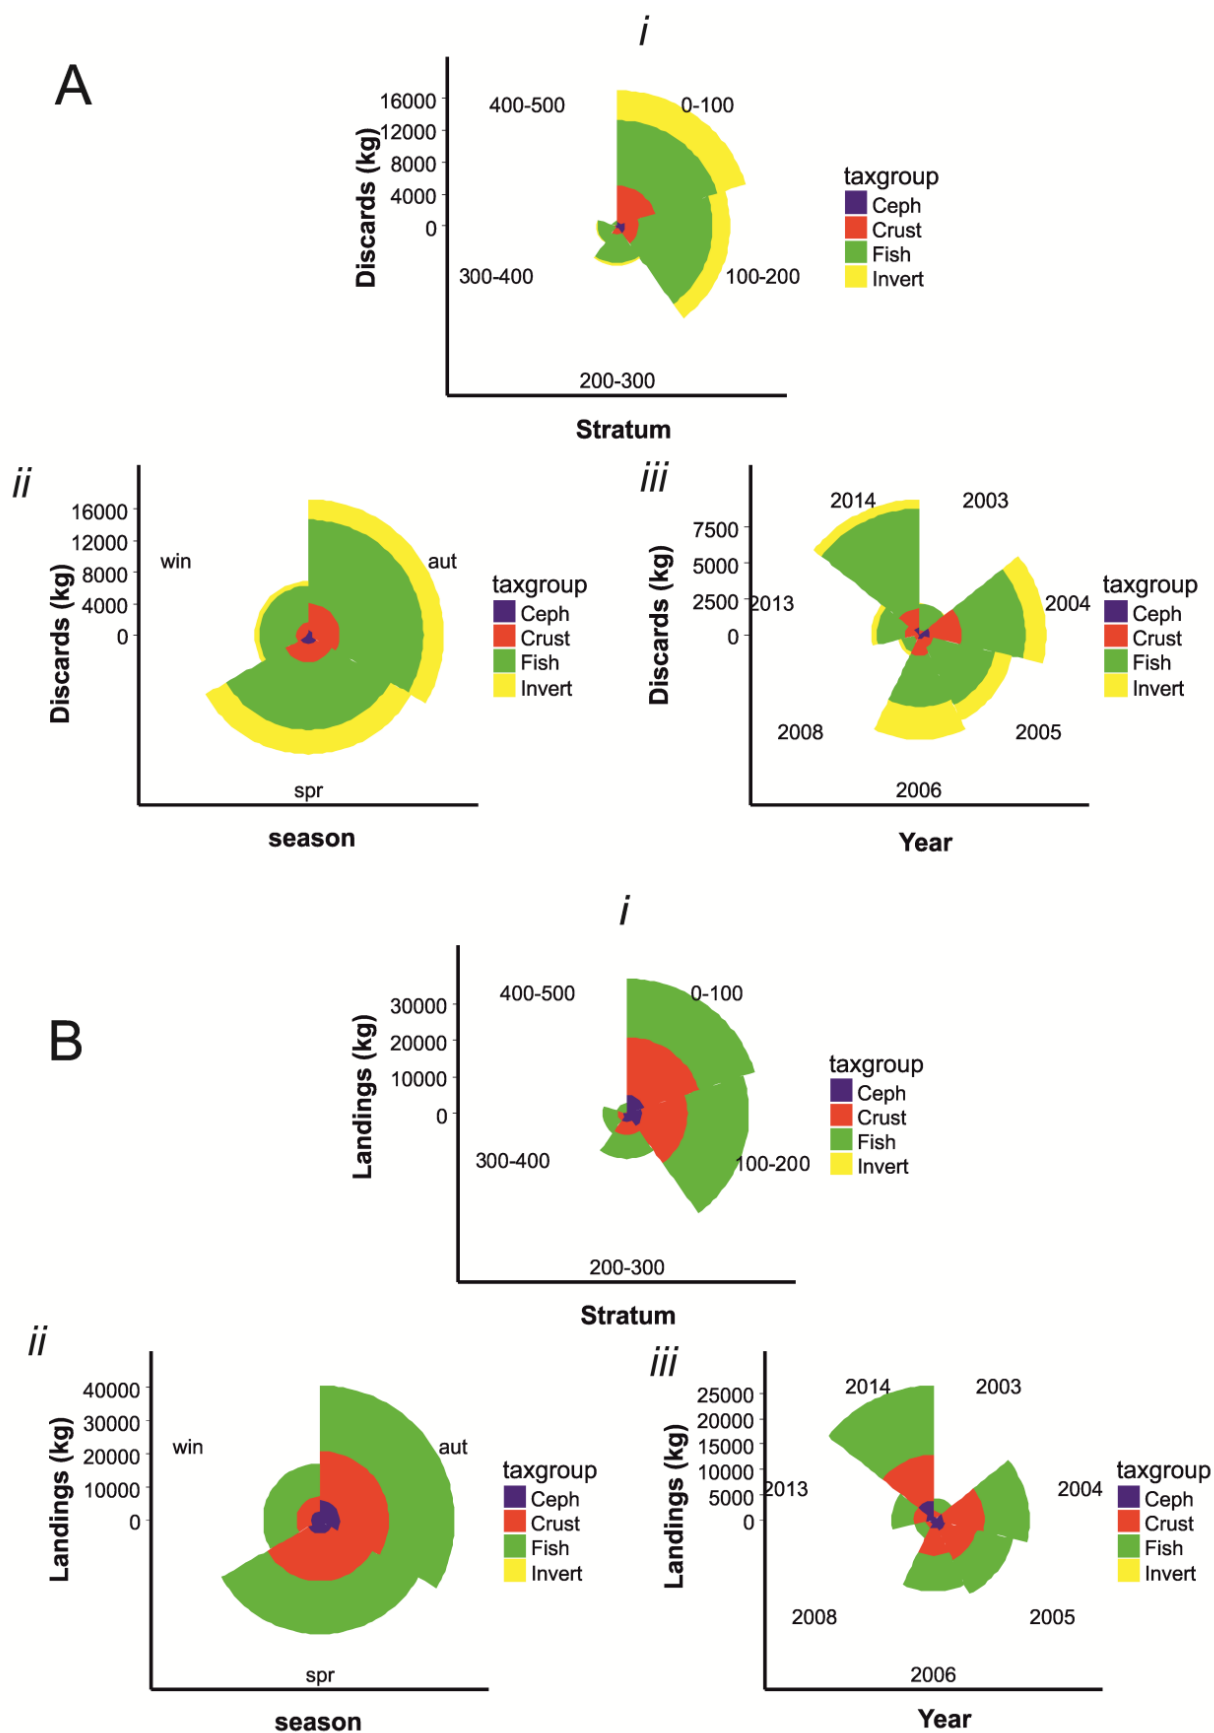 A
i
Discards (kg)
16000
12000
8000
4000
0
400-500
0-100
300-400
100-200
200-300
Stratum
taxgroup
Ceph
Crust
Fish
Invert
ii
Discards (kg)
16000
12000
8000
4000
0
win
aut
spr
season
taxgroup
Ceph
Crust
Fish
Invert
iii
Discards (kg)
7500
5000
2500
0
2014
2003
2013
2004
2008
2005
2006
Year
taxgroup
Ceph
Crust
Fish
Invert
B
i
Landings (kg)
30000
20000
10000
0
400-500
0-100
300-400
100-200
200-300
Stratum
taxgroup
Ceph
Crust
Fish
Invert
ii
Landings (kg)
40000
30000
20000
10000
0
win
aut
spr
season
taxgroup
Ceph
Crust
Fish
Invert
iii
Landings (kg)
25000
20000
15000
10000
5000
0
2014
2003
2013
2004
2008
2005
2006
Year
taxgroup
Ceph
Crust
Fish
Invert